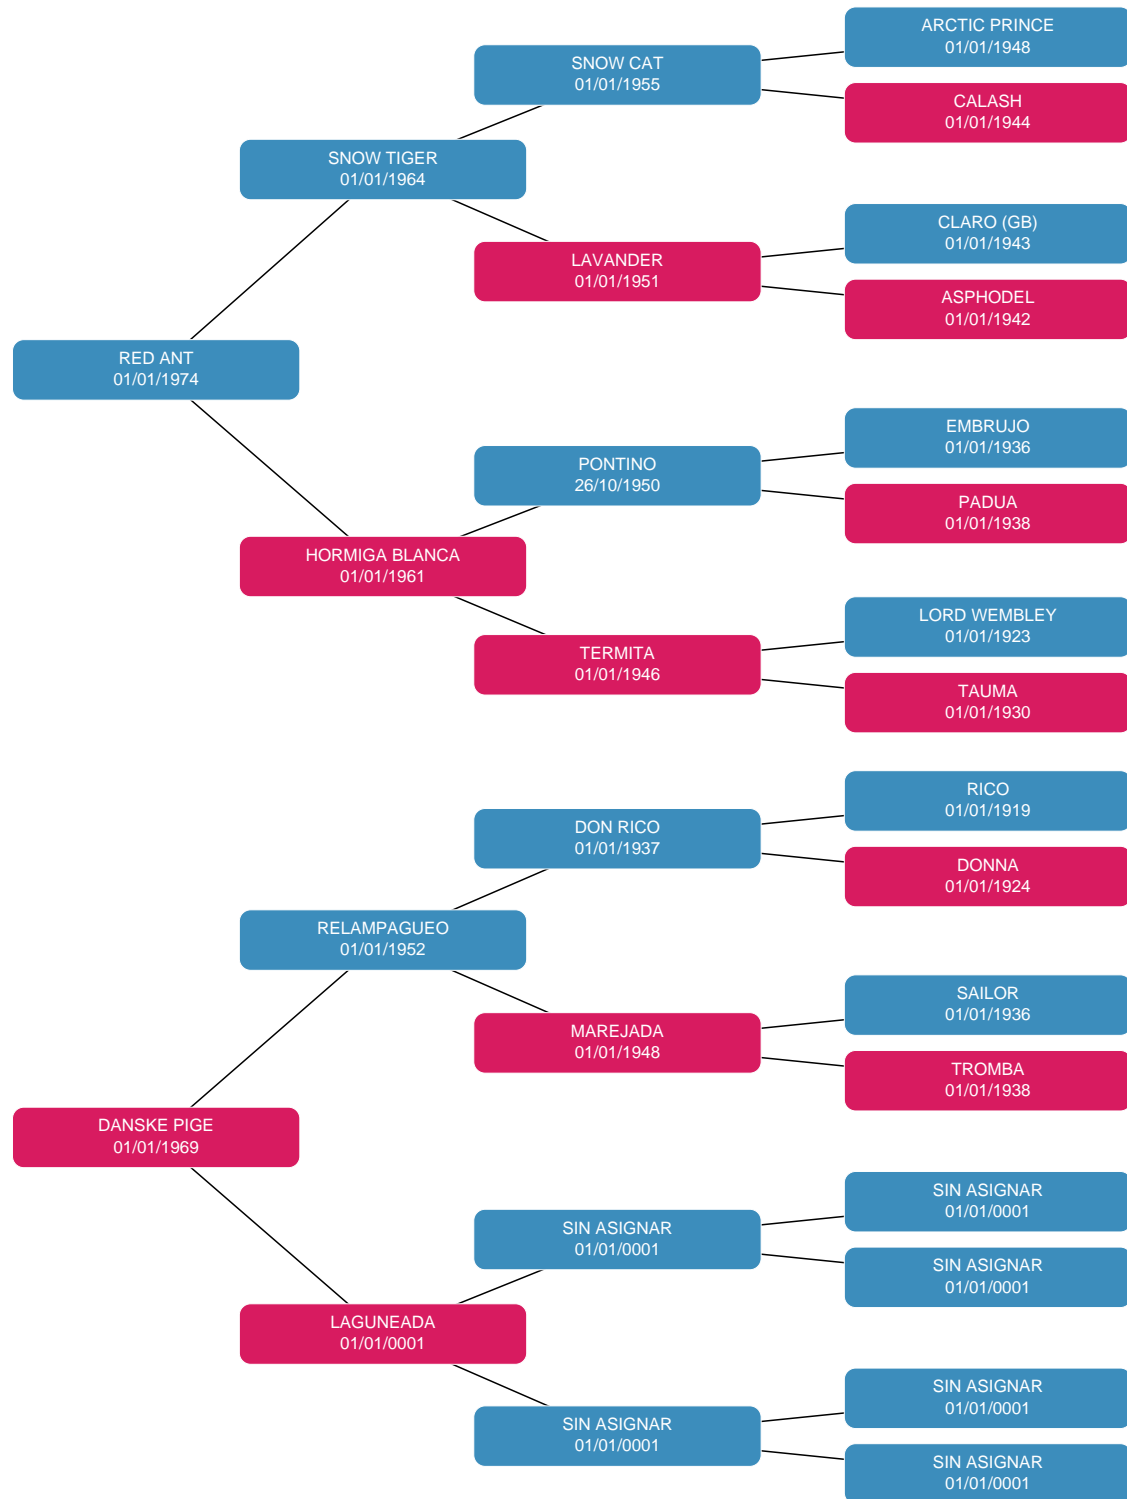 ARCTIC PRINCE
01/01/1948
SNOW CAT
01/01/1955
CALASH
01/01/1944
SNOW TIGER
01/01/1964
CLARO (GB)
01/01/1943
LAVANDER
01/01/1951
ASPHODEL
01/01/1942
RED ANT
01/01/1974
EMBRUJO
01/01/1936
PONTINO
26/10/1950
PADUA
01/01/1938
HORMIGA BLANCA
01/01/1961
LORD WEMBLEY
01/01/1923
TERMITA
01/01/1946
TAUMA
01/01/1930
RICO
01/01/1919
DON RICO
01/01/1937
DONNA
01/01/1924
RELAMPAGUEO
01/01/1952
SAILOR
01/01/1936
MAREJADA
01/01/1948
TROMBA
01/01/1938
DANSKE PIGE
01/01/1969
SIN ASIGNAR
01/01/0001
SIN ASIGNAR
01/01/0001
SIN ASIGNAR
01/01/0001
LAGUNEADA
01/01/0001
SIN ASIGNAR
01/01/0001
SIN ASIGNAR
01/01/0001
SIN ASIGNAR
01/01/0001